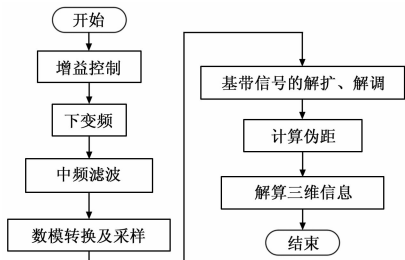 开始
增益控制
下变频
中频滤波
数模转换及采样
基带信号的解扩、解调
计算伪距
解算三维信息
结束